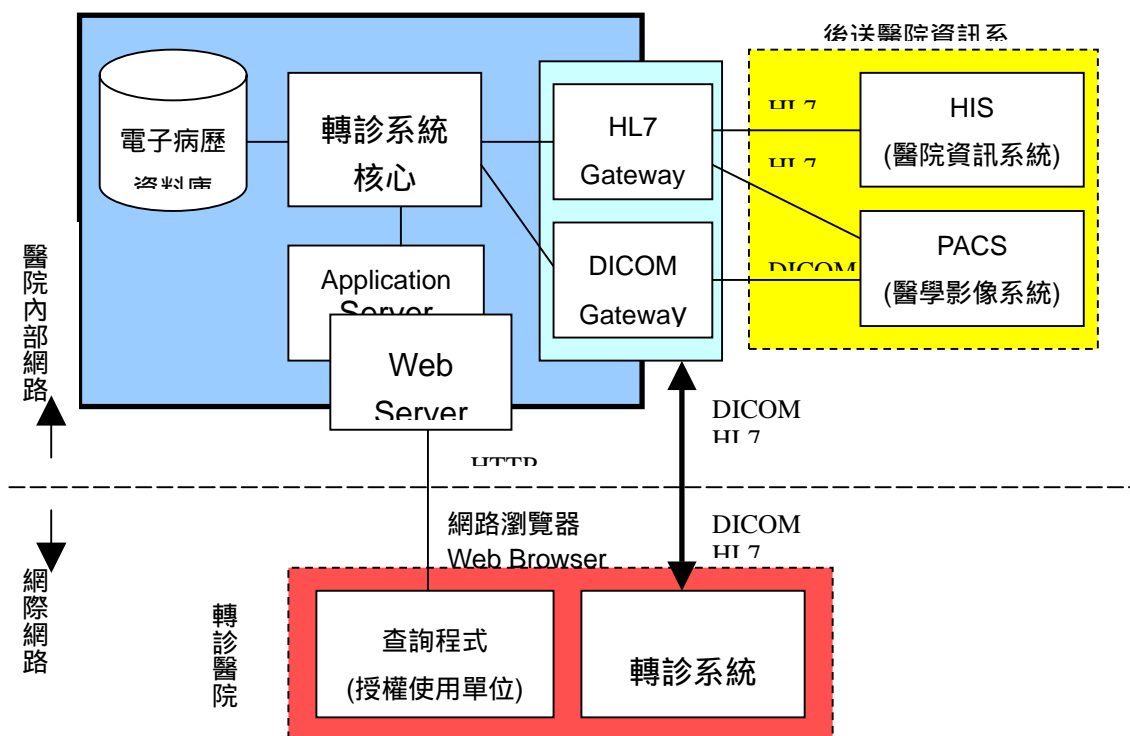 後送醫院資訊系
電子病歷
資料庫
轉診系統
核心
HL7
Gateway
HL7
HL7
HIS
(醫院資訊系統)
DICOM
Gateway
DICOM
PACS
(醫學影像系統)
Application
Server
Web
Server
醫院內部網路
DICOM
HL7
HTTP
網際網路
網路瀏覽器
Web Browser
DICOM
HL7
轉診醫院
查詢程式
(授權使用單位)
轉診系統